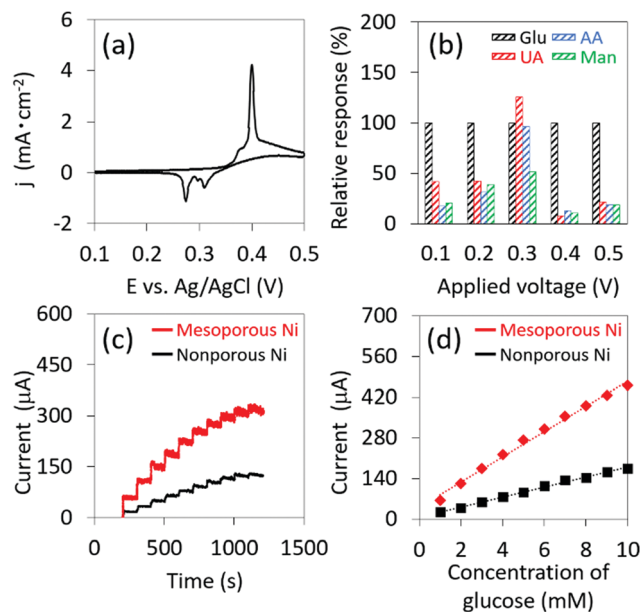 (a)
j (mA·cm-2)
6
4
2
0
-2
0.1 0.2 0.3 0.4 0.5
E vs. Ag/AgCl (V)
(b)
Glu AA
UA Man
Relative response (%)
200
150
100
50
0
0.1 0.2 0.3 0.4 0.5
Applied voltage (V)
(c)
Mesoporous Ni
Nonporous Ni
Current (μA)
600
450
300
150
0
0 500 1000 1500
Time (s)
(d)
Mesoporous Ni
Nonporous Ni
Current (μA)
700
560
420
280
140
0
0 2 4 6 8 10
Concentration of
glucose (mM)